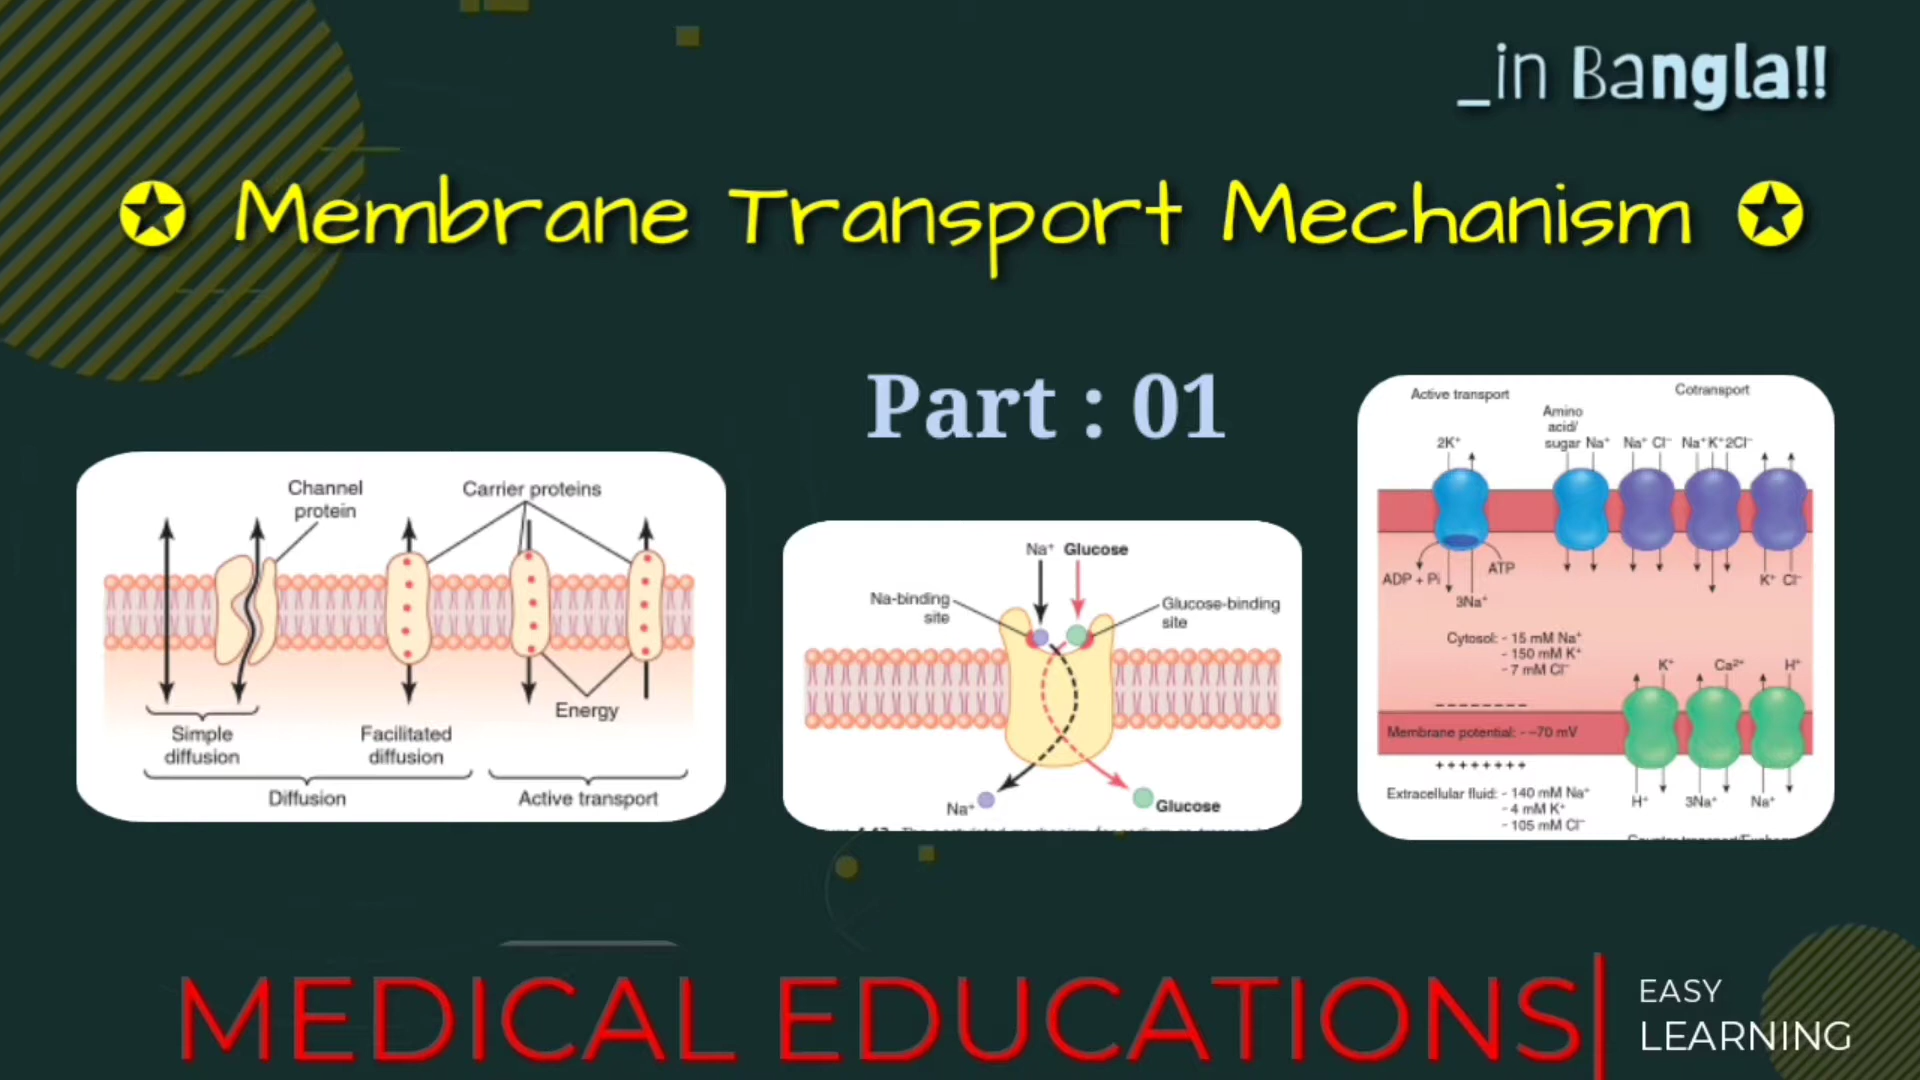 _in Bangla!!
✪ Membrane Transport Mechanism ✪
Part : 01
Channel
protein
Carrier proteins
Energy
Simple
diffusion
Facilitated
diffusion
Diffusion
Active transport
Na⁺ Glucose
Na-binding
site
Glucose-binding
site
Na⁺
Glucose
Active transport
Cotransport
Amino
acid/
sugar Na⁺ Na⁺ Cl⁻ Na⁺K⁺2Cl⁻
2K⁺
ADP + Pi
ATP
3Na⁺
K⁺ Cl⁻
Cytosol: - 15 mM Na⁺
- 150 mM K⁺
- 7 mM Cl⁻
K⁺ Ca²⁺ H⁺
Membrane potential: - −70 mV
Extracellular fluid: - 140 mM Na⁺
- 4 mM K⁺
- 105 mM Cl⁻
H⁺ 3Na⁺ Na⁺
MEDICAL EDUCATIONS
EASY
LEARNING